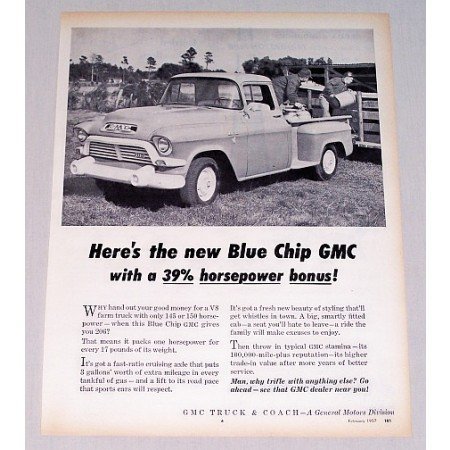 GMC
Here's the new Blue Chip GMC
with a 39% horsepower bonus!
WHY hand out your good money for a V8
farm truck with only 145 or 150 horse-
power—when this Blue Chip GMC gives
you 206?
That means it packs one horsepower for
every 17 pounds of its weight.
It's got a fast-ratio cruising axle that puts
3 gallons' worth of extra mileage in every
tankful of gas—and a lift to its road pace
that sports cars will respect.
It's got a fresh new beauty of styling that'll
get whistles in town. A big, smartly fitted
cab—a seat you'll hate to leave—a ride the
family will make excuses to enjoy.
Then throw in typical GMC stamina—its
100,000-mile-plus reputation—its higher
trade-in value after more years of better
service.
Man, why trifle with anything else? Go
ahead—see that GMC dealer near you!
GMC TRUCK & COACH—A General Motors Division
February 1957